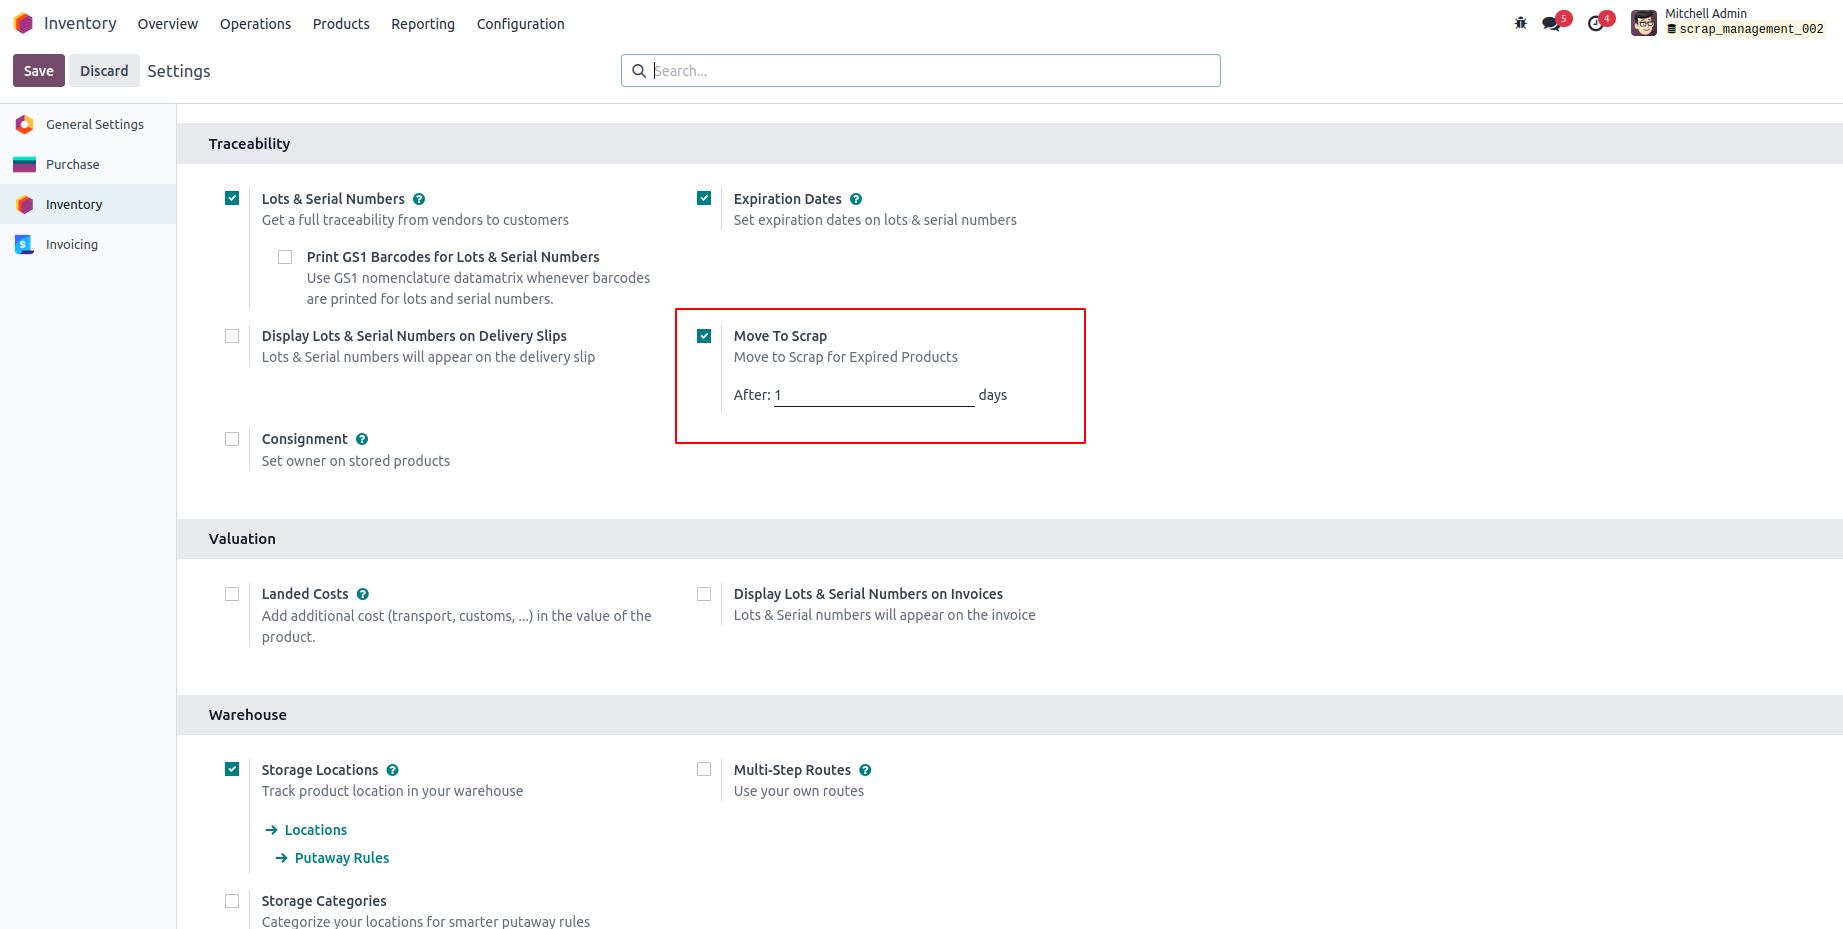 Inventory Overview Operations Products Reporting Configuration
5 4 Mitchell Admin
scrap_management_002
Save Discard Settings Search...
General Settings
Purchase
Inventory
Invoicing
Traceability
Lots & Serial Numbers ?
Get a full traceability from vendors to customers
Expiration Dates ?
Set expiration dates on lots & serial numbers
Print GS1 Barcodes for Lots & Serial Numbers
Use GS1 nomenclature datamatrix whenever barcodes
are printed for lots and serial numbers.
Display Lots & Serial Numbers on Delivery Slips
Lots & Serial numbers will appear on the delivery slip
Move To Scrap
Move to Scrap for Expired Products
After: 1 days
Consignment ?
Set owner on stored products
Valuation
Landed Costs ?
Add additional cost (transport, customs, ...) in the value of the
product.
Display Lots & Serial Numbers on Invoices
Lots & Serial numbers will appear on the invoice
Warehouse
Storage Locations ?
Track product location in your warehouse
→ Locations
→ Putaway Rules
Multi-Step Routes ?
Use your own routes
Storage Categories
Categorize your locations for smarter putaway rules